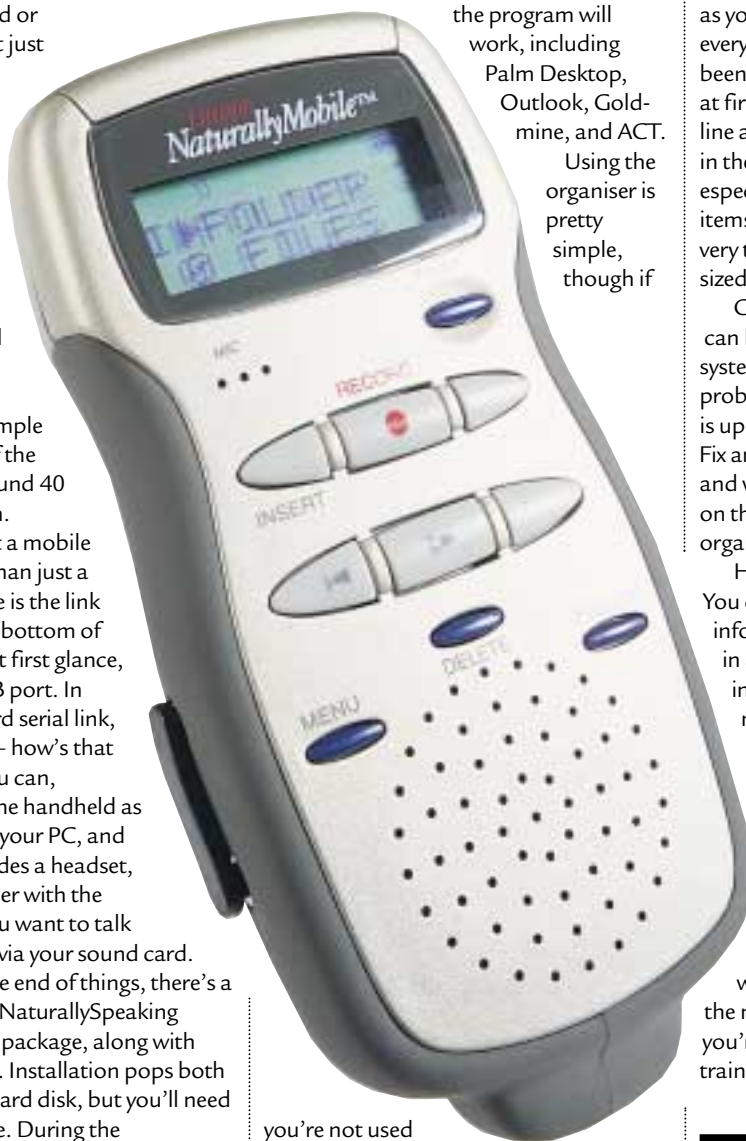 d or
t just
mple
f the
und 40
n.
t a mobile
han just a
e is the link
bottom of
t first glance,
B port. In
rd serial link,
– how's that
u can,
he handheld as
your PC, and
des a headset,
er with the
u want to talk
via your sound card.
e end of things, there's a
NaturallySpeaking
package, along with
. Installation pops both
ard disk, but you'll need
e. During the
NaturallyMobile™
FOLDER
0 FILES
MIC
RECORD
INSERT
DELETE
MENU
the program will
work, including
Palm Desktop,
Outlook, Gold-
mine, and ACT.
Using the
organiser is
pretty
simple,
though if
you're not used
as yo
every
been
at fir
line a
in the
espec
items
very t
sized
C
can
syste
prob
is up
Fix ar
and v
on th
orga
H
You
info
in
in
w
the r
you'r
train